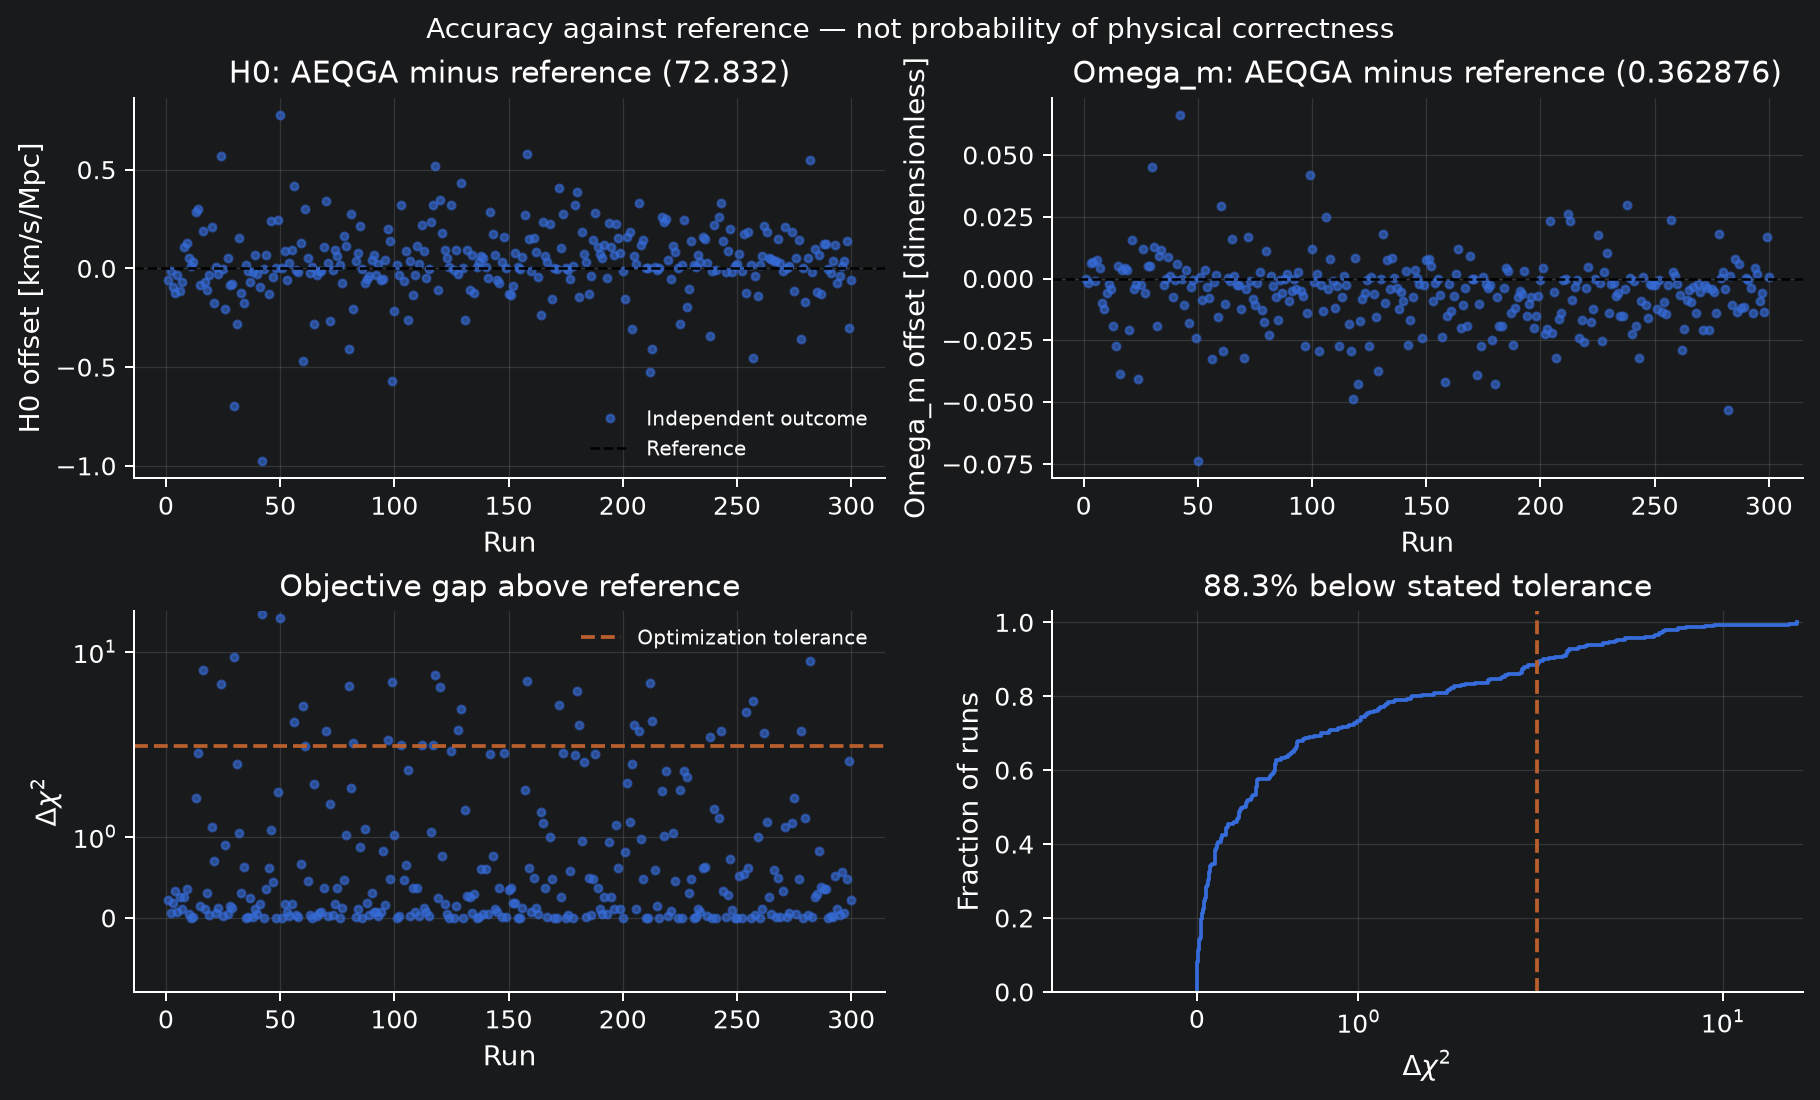 Accuracy against reference — not probability of physical correctness
H0: AEQGA minus reference (72.832)
H0 offset [km/s/Mpc]
0.5
0.0
−0.5
−1.0
Independent outcome
Reference
0 50 100 150 200 250 300
Run
Omega_m: AEQGA minus reference (0.362876)
Omega_m offset [dimensionless]
0.050
0.025
0.000
−0.025
−0.050
−0.075
0 50 100 150 200 250 300
Run
Objective gap above reference
Δχ²
10¹
10⁰
0
Optimization tolerance
0 50 100 150 200 250 300
Run
88.3% below stated tolerance
Fraction of runs
1.0
0.8
0.6
0.4
0.2
0.0
0 10⁰ 10¹
Δχ²